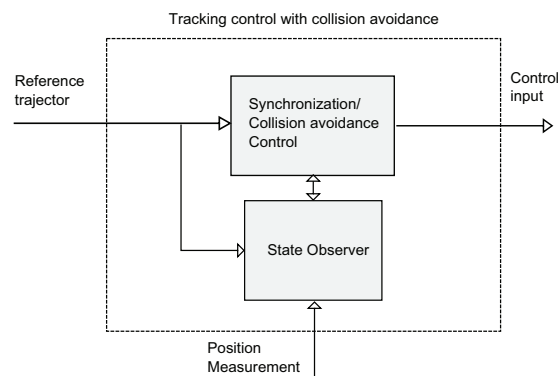 Tracking control with collision avoidance
Reference
trajector
Synchronization/
Collision avoidance
Control
Control
input
State Observer
Position
Measurement